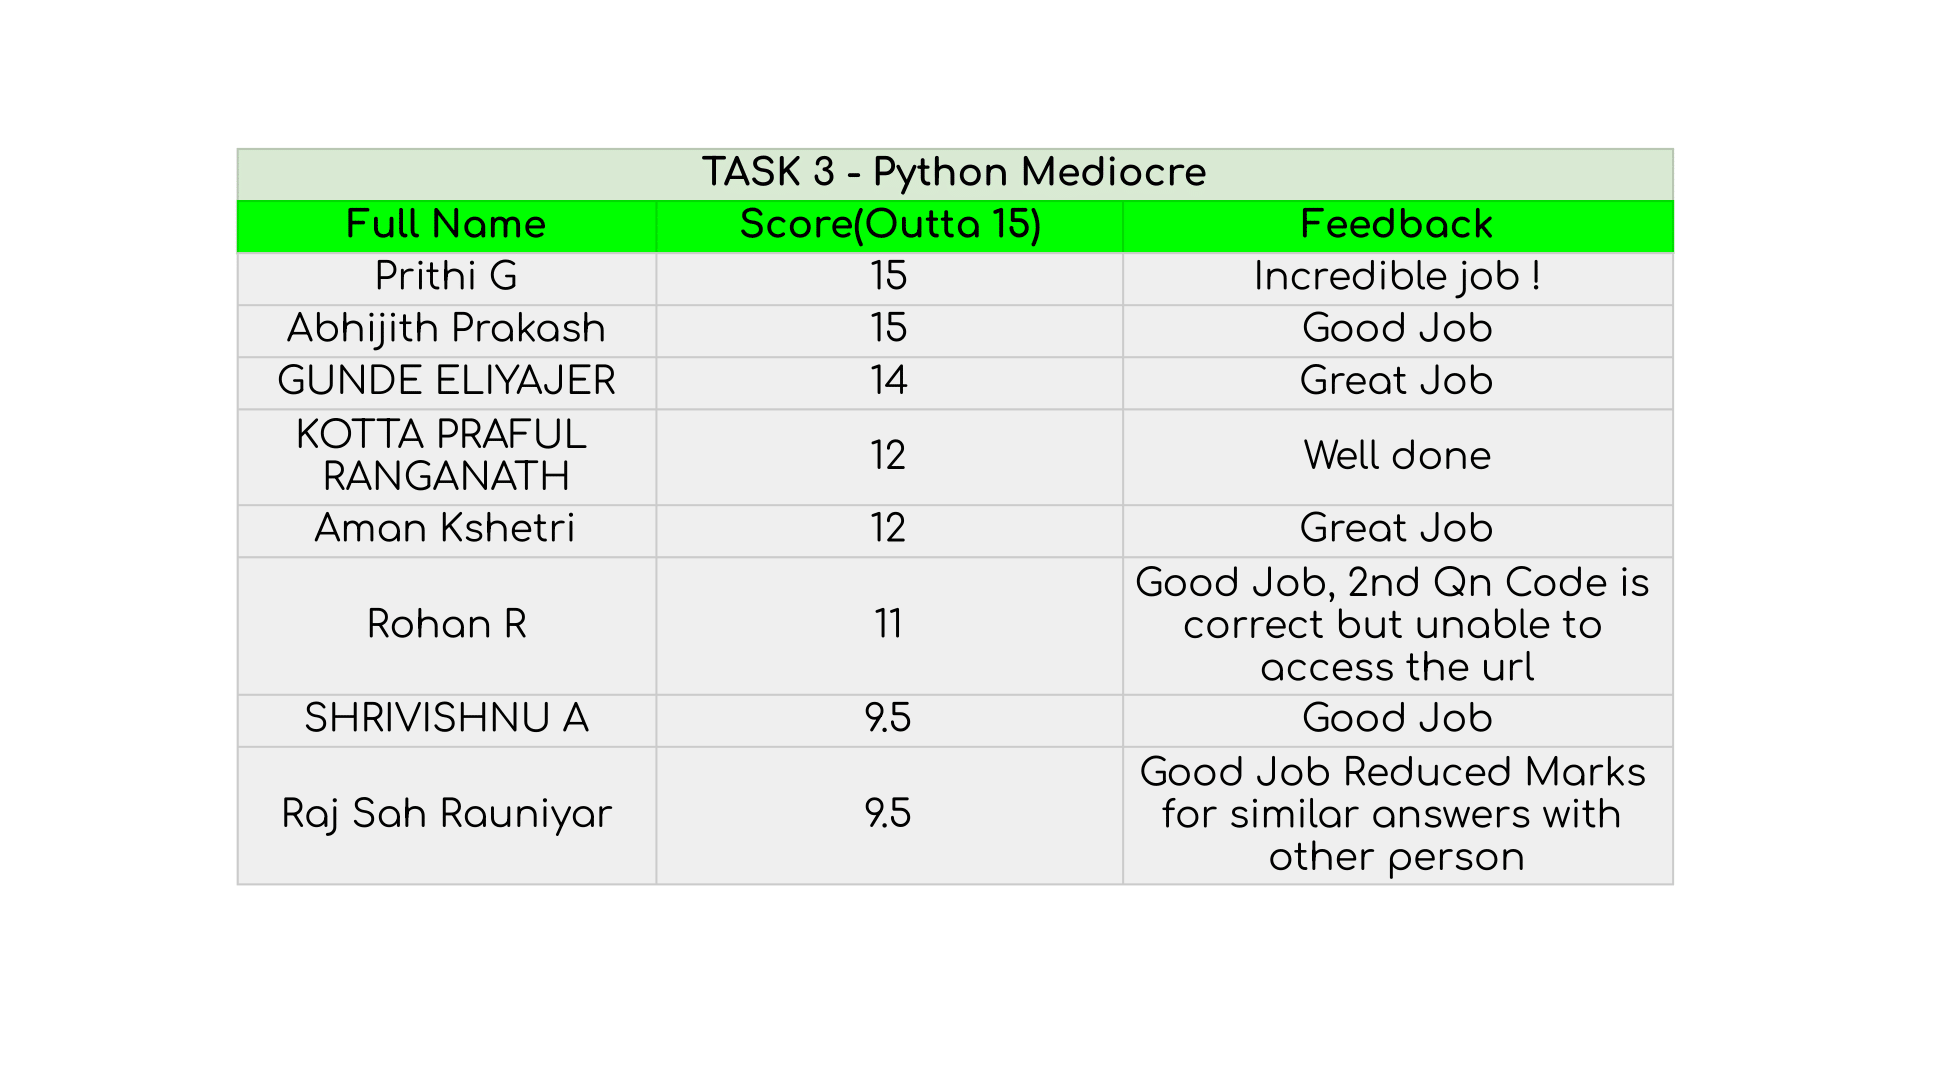 TASK 3 - Python Mediocre
Full Name Score(Outta 15) Feedback
Prithi G 15 Incredible job !
Abhijith Prakash 15 Good Job
GUNDE ELIYAJER 14 Great Job
KOTTA PRAFUL
RANGANATH
12
Well done
Aman Kshetri 12 Great Job
Rohan R
11
Good Job, 2nd Qn Code is
correct but unable to
access the url
SHRIVISHNU A 9.5 Good Job
Raj Sah Rauniyar
9.5
Good Job Reduced Marks
for similar answers with
other person